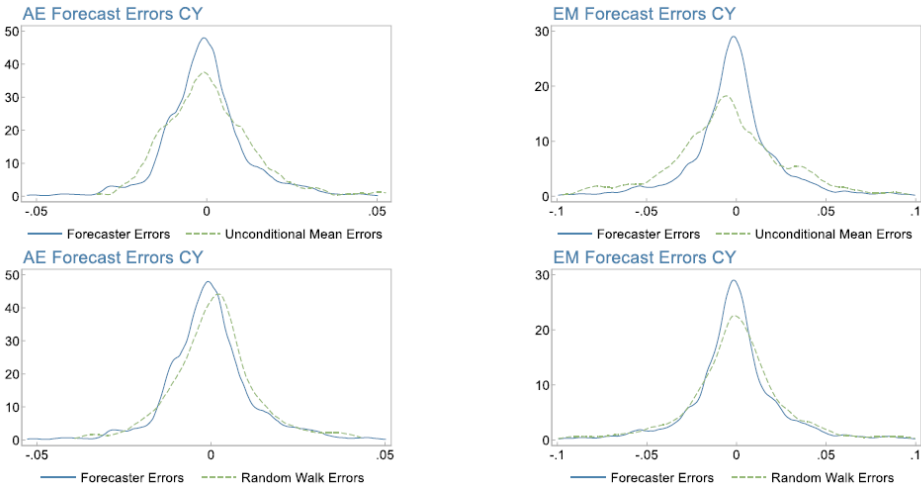 AE Forecast Errors CY
50
40
30
20
10
0
-.05 0 .05
Forecaster Errors Unconditional Mean Errors
EM Forecast Errors CY
30
20
10
0
-.1 -.05 0 .05 .1
Forecaster Errors Unconditional Mean Errors
AE Forecast Errors CY
50
40
30
20
10
0
-.05 0 .05
Forecaster Errors Random Walk Errors
EM Forecast Errors CY
30
20
10
0
-.1 -.05 0 .05 .1
Forecaster Errors Random Walk Errors